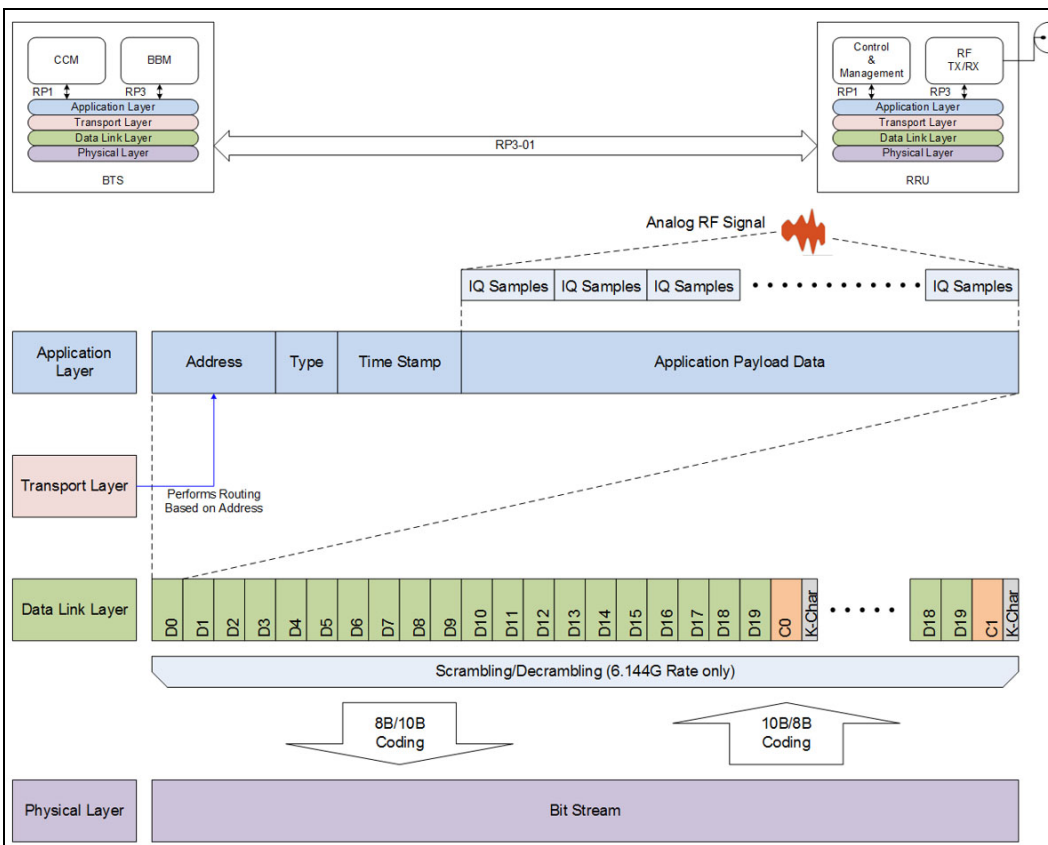 CCM
BBM
RP1
RP3
Application Layer
Transport Layer
Data Link Layer
Physical Layer
BTS
RP3-01
Control
&
Management
RF
TX/RX
RP1
RP3
Application Layer
Transport Layer
Data Link Layer
Physical Layer
RRU
Analog RF Signal
IQ Samples
IQ Samples
IQ Samples
IQ Samples
Application
Layer
Address
Type
Time Stamp
Application Payload Data
Transport Layer
Performs Routing
Based on Address
Data Link Layer
D0
D1
D2
D3
D4
D5
D6
D7
D8
D9
D10
D11
D12
D13
D14
D15
D16
D17
D18
D19
C0
K-Char
D18
D19
C1
K-Char
Scrambling/Decrambling (6.144G Rate only)
8B/10B
Coding
10B/8B
Coding
Physical Layer
Bit Stream